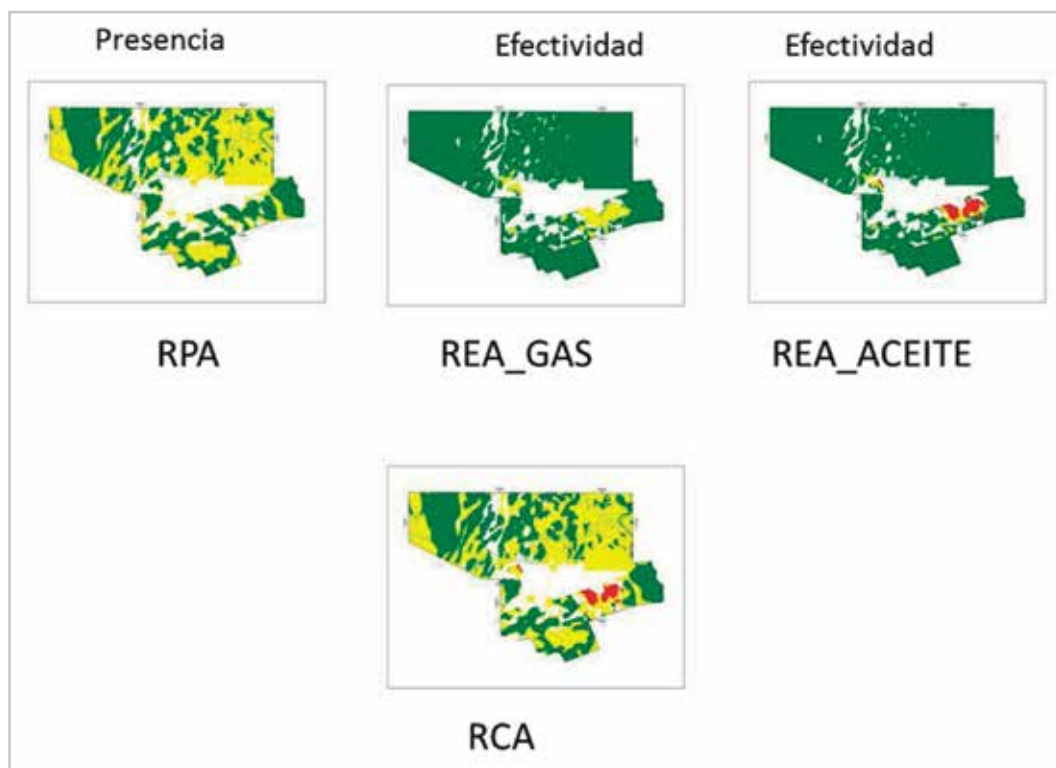 Presencia
Efectividad
Efectividad
RPA
REA_GAS
REA_ACEITE
RCA